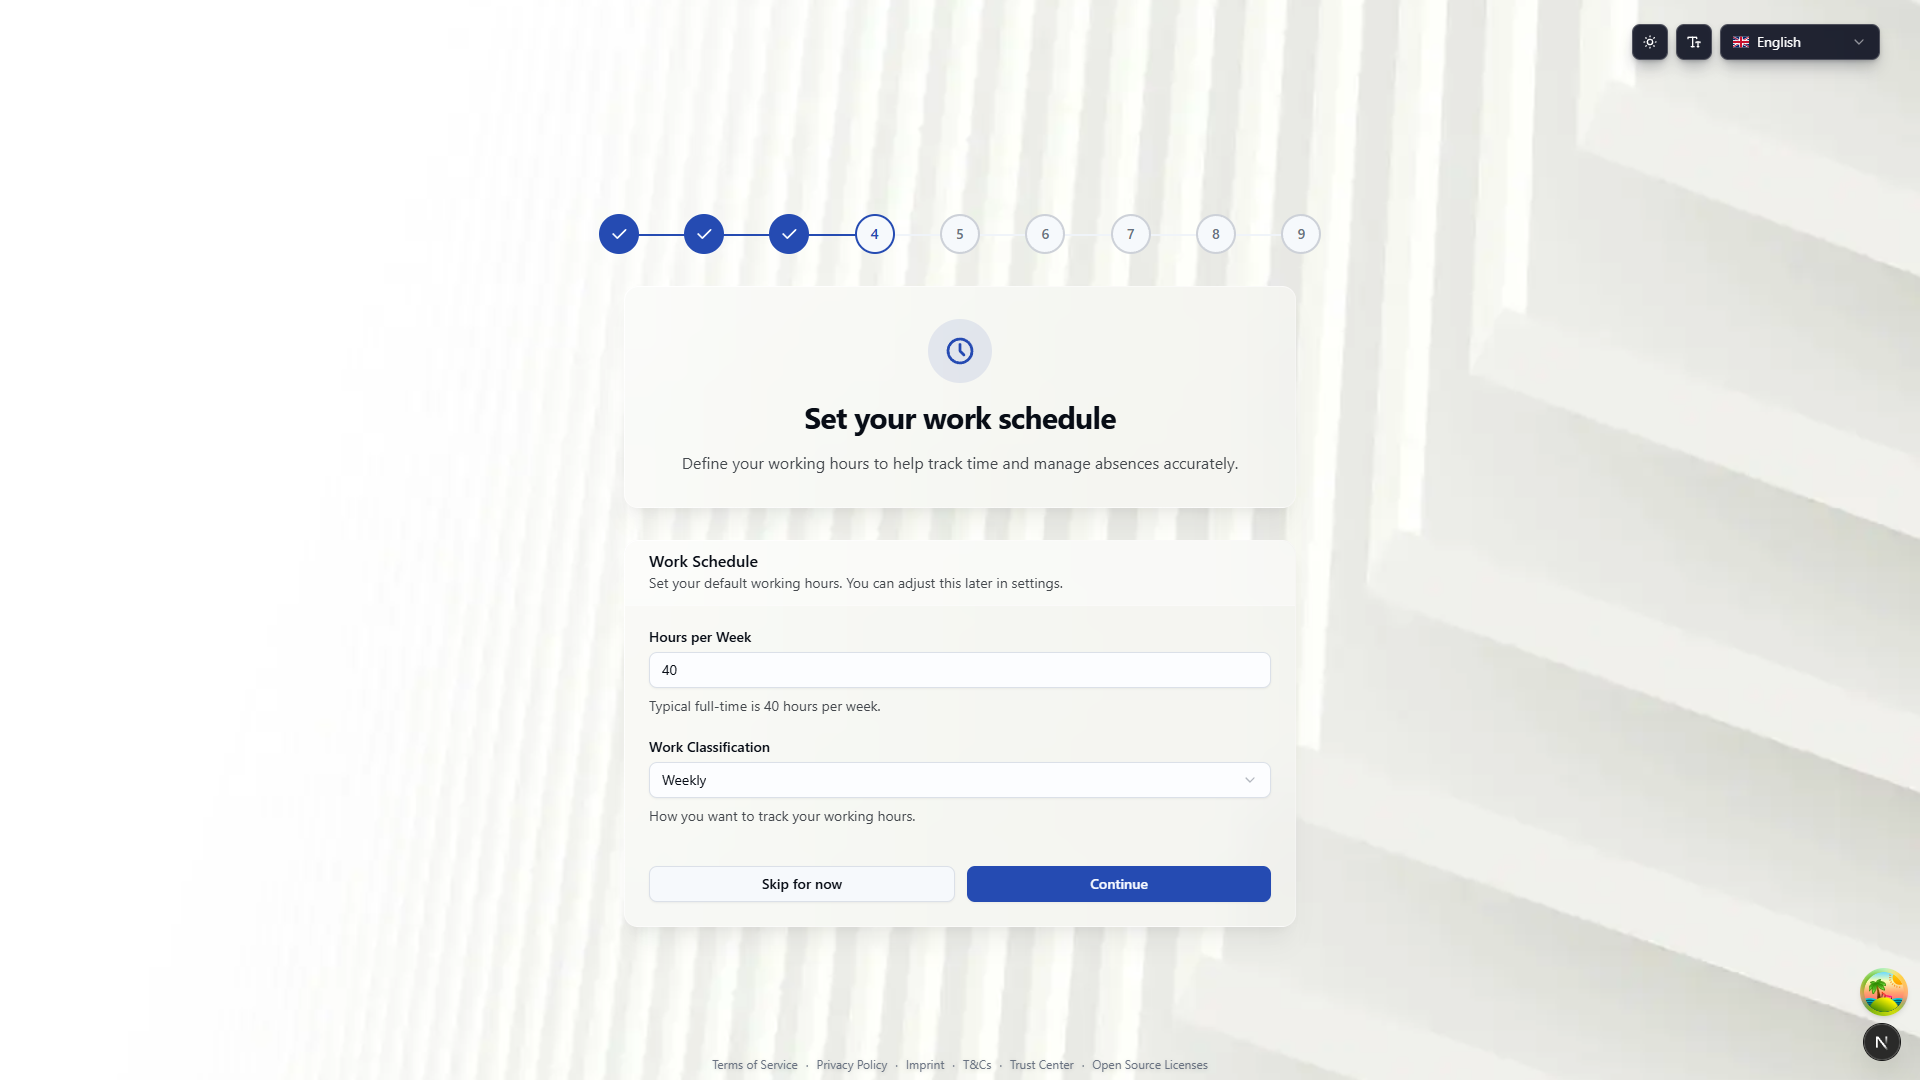 English
4
5
6
7
8
9
Set your work schedule
Define your working hours to help track time and manage absences accurately.
Work Schedule
Set your default working hours. You can adjust this later in settings.
Hours per Week
40
Typical full-time is 40 hours per week.
Work Classification
Weekly
How you want to track your working hours.
Skip for now
Continue
N
Terms of Service · Privacy Policy · Imprint · T&Cs · Trust Center · Open Source Licenses